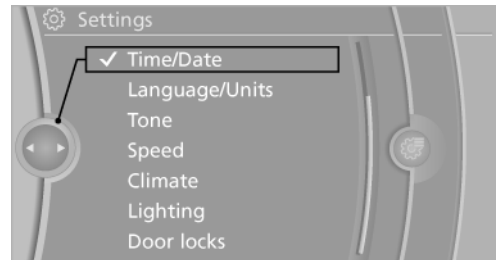 Settings
Time/Date
Language/Units
Tone
Speed
Climate
Lighting
Door locks